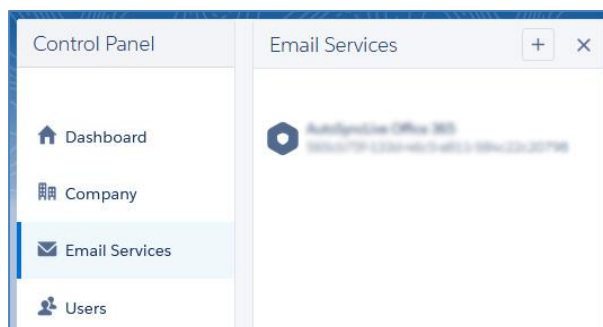 Control Panel
Email Services
Dashboard
Company
Email Services
Users